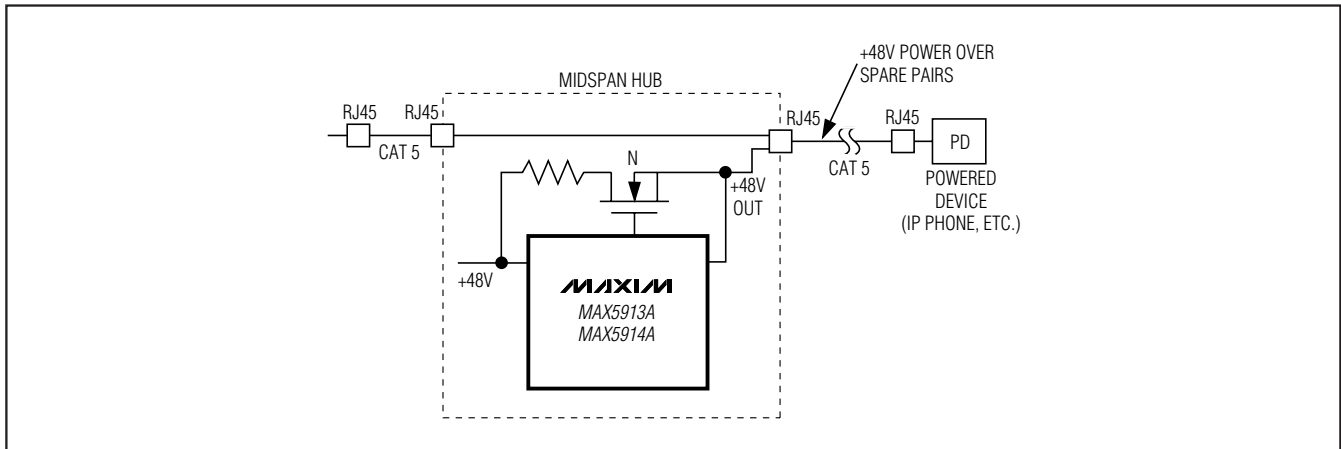 +48V POWER OVER
SPARE PAIRS
MIDSPAN HUB
RJ45
RJ45
RJ45
RJ45
CAT 5
N
CAT 5
PD
+48V
OUT
POWERED
DEVICE
(IP PHONE, ETC.)
+48V
MAXIM
MAX5913A
MAX5914A